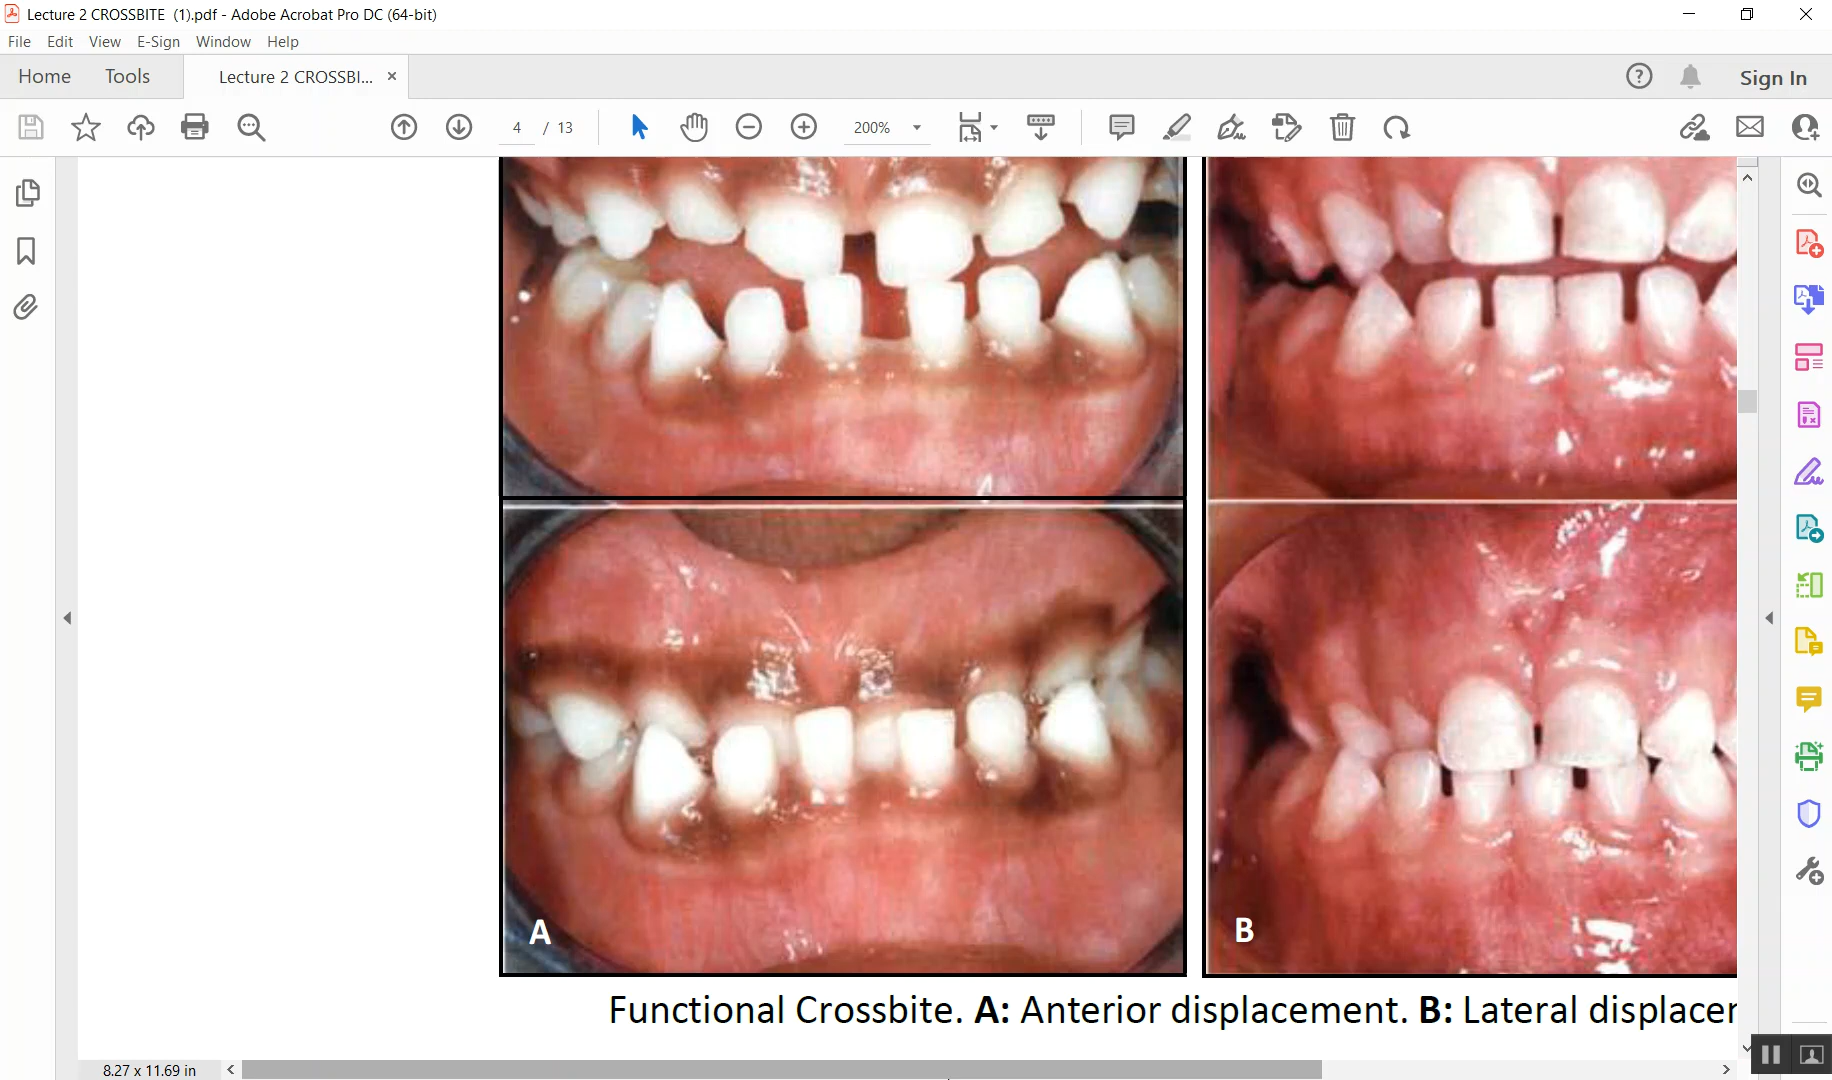 Lecture 2 CROSSBITE  (1).pdf - Adobe Acrobat Pro DC (64-bit)
File Edit View E-Sign Window Help
Home Tools Lecture 2 CROSSBI... × Sign In
4 / 13 200%
A B
Functional Crossbite. A: Anterior displacement. B: Lateral displacer
8.27 x 11.69 in